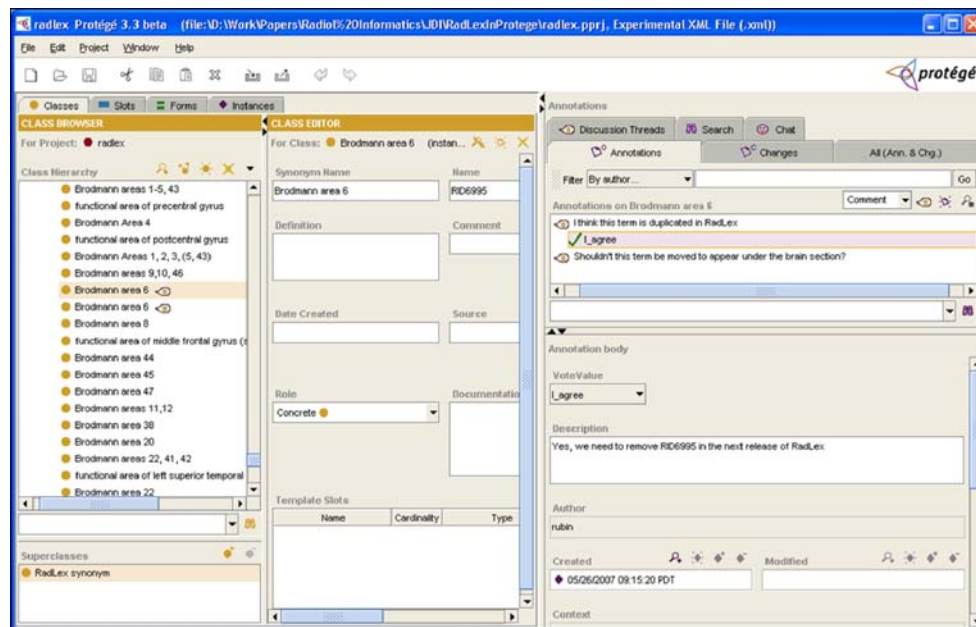 radlex Protégé 3.3 beta (file:\D:\Work\Papers\Radiol%20Informatics\JDI\RadLexInProtege\radlex.pprj, Experimental XML File (.xml))
File Edit Project Window Help
protégé
Classes Slots Forms Instances
CLASS BROWSER
For Project: radlex
Class Hierarchy
Brodmann areas 1-5, 43
functional area of precentral gyrus
Brodmann Area 4
functional area of postcentral gyrus
Brodmann Areas 1, 2, 3, (5, 43)
Brodmann areas 9,10, 46
Brodmann area 6
Brodmann area 6
Brodmann area 8
functional area of middle frontal gyrus (s
Brodmann area 44
Brodmann area 45
Brodmann area 47
Brodmann areas 11,12
Brodmann area 38
Brodmann area 20
Brodmann areas 22, 41, 42
functional area of left superior temporal
Brodmann area 22
Superclasses
RadLex synonym
CLASS EDITOR
For Class: Brodmann area 6 (instan...
Synonym Name Name
Brodmann area 6 RID6995
Definition Comment
Date Created Source
Role Documentatio
Concrete
Template Slots
Name Cardinality Type
Annotations
Discussion Threads Search Chat
Annotations Changes All (Ann. & Chg.)
Filter By author... Go
Annotations on Brodmann area 6 Comment
I think this term is duplicated in RadLex
I_agree
Shouldn't this term be moved to appear under the brain section?
Annotation body
VoteValue
I_agree
Description
Yes, we need to remove RID6995 in the next release of RadLex
Author
rubin
Created Modified
05/26/2007 09:15:20 PDT
Context